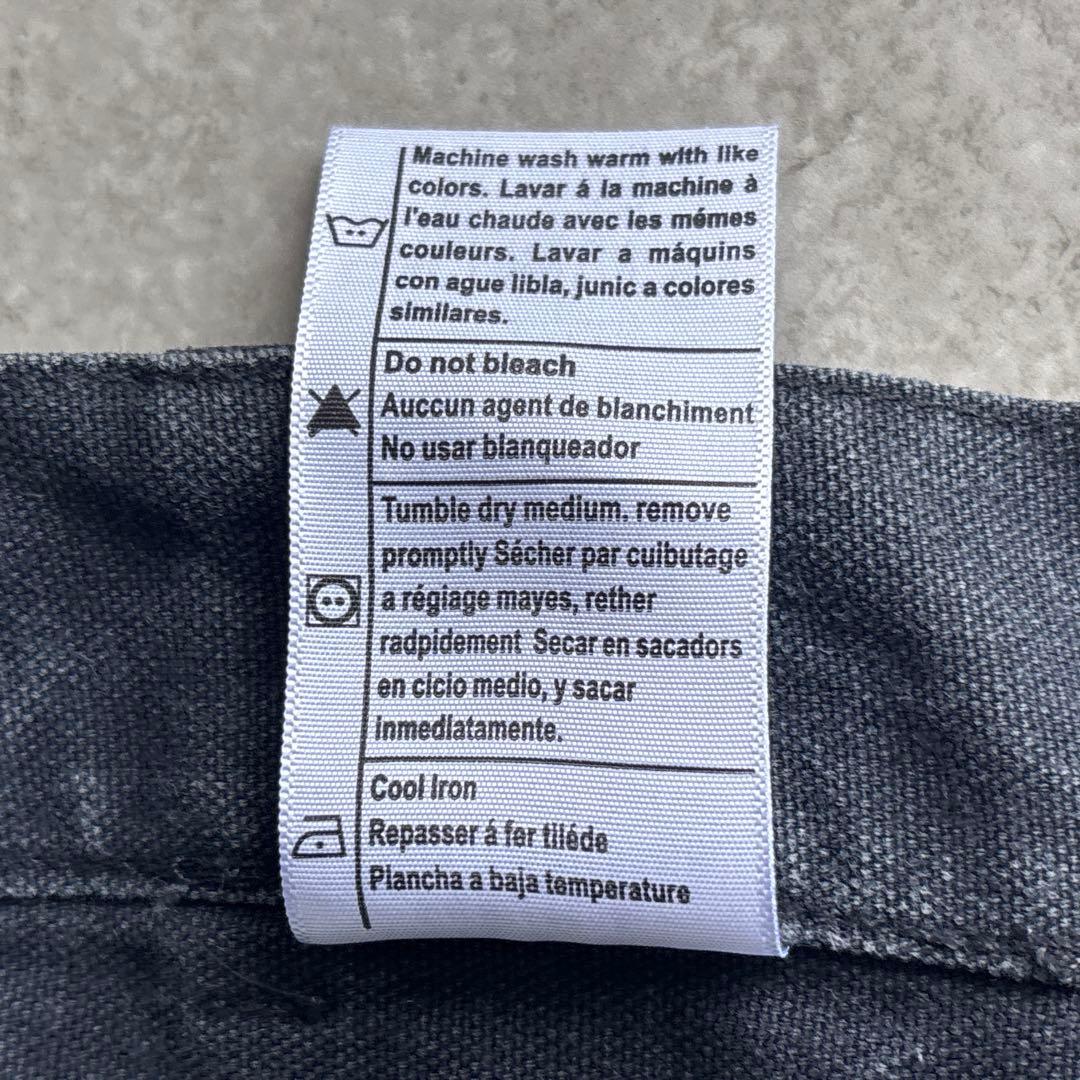 Machine wash warm with like
colors. Lavar á la machine à
l'eau chaude avec les mémes
couleurs. Lavar a máquins
con ague libla, junic a colores
similares.
Do not bleach
Auccun agent de blanchiment
No usar blanqueador
Tumble dry medium. remove
promptly Sécher par culbutage
a régiage mayes, rether
radpidement Secar en sacadors
en cicio medio, y sacar
inmediatamente.
Cool Iron
Repasser á fer tiléde
Plancha a baja temperature